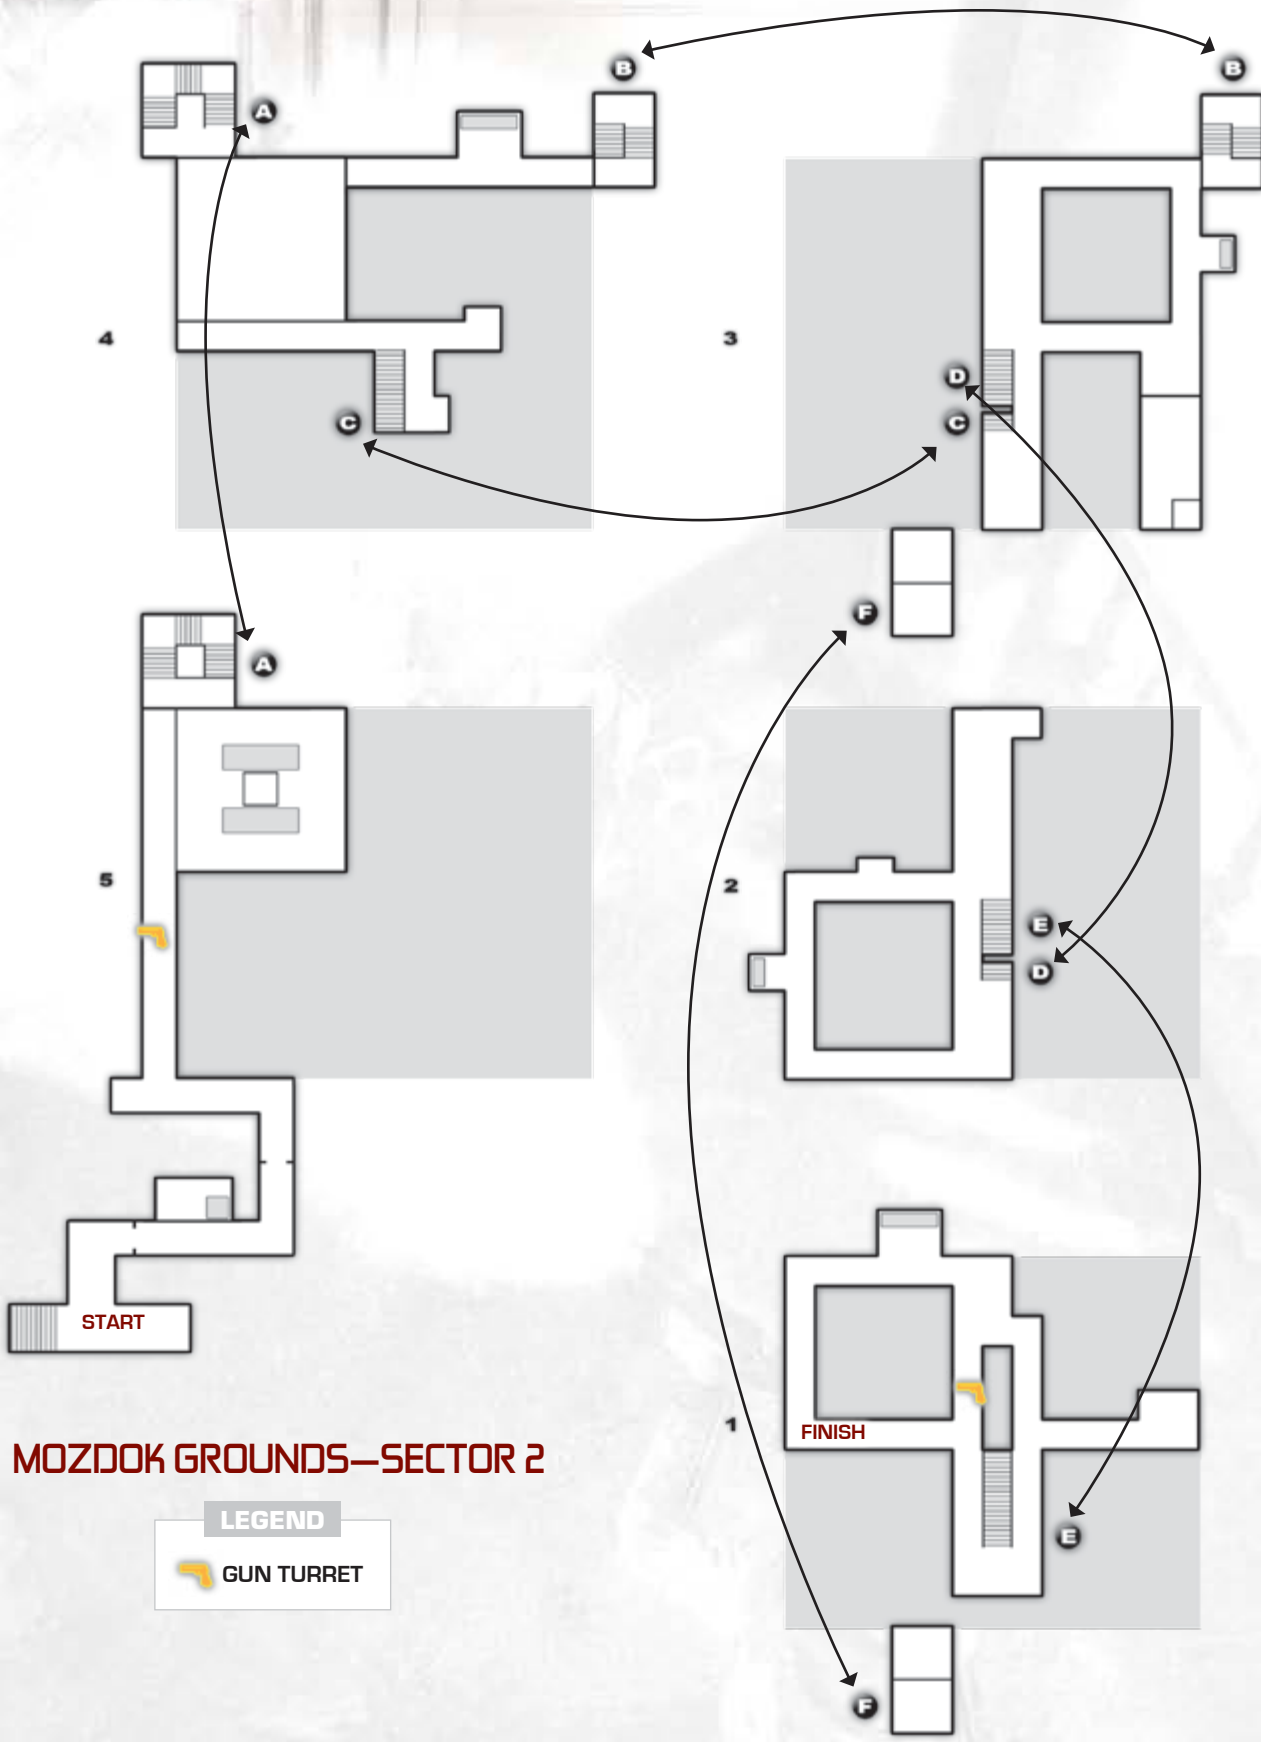 B
B
A
4
3
D
C
C
F
A
2
E
D
5
START
1
FINISH
MOZDOK GROUNDS—SECTOR 2
LEGEND
GUN TURRET
E
F